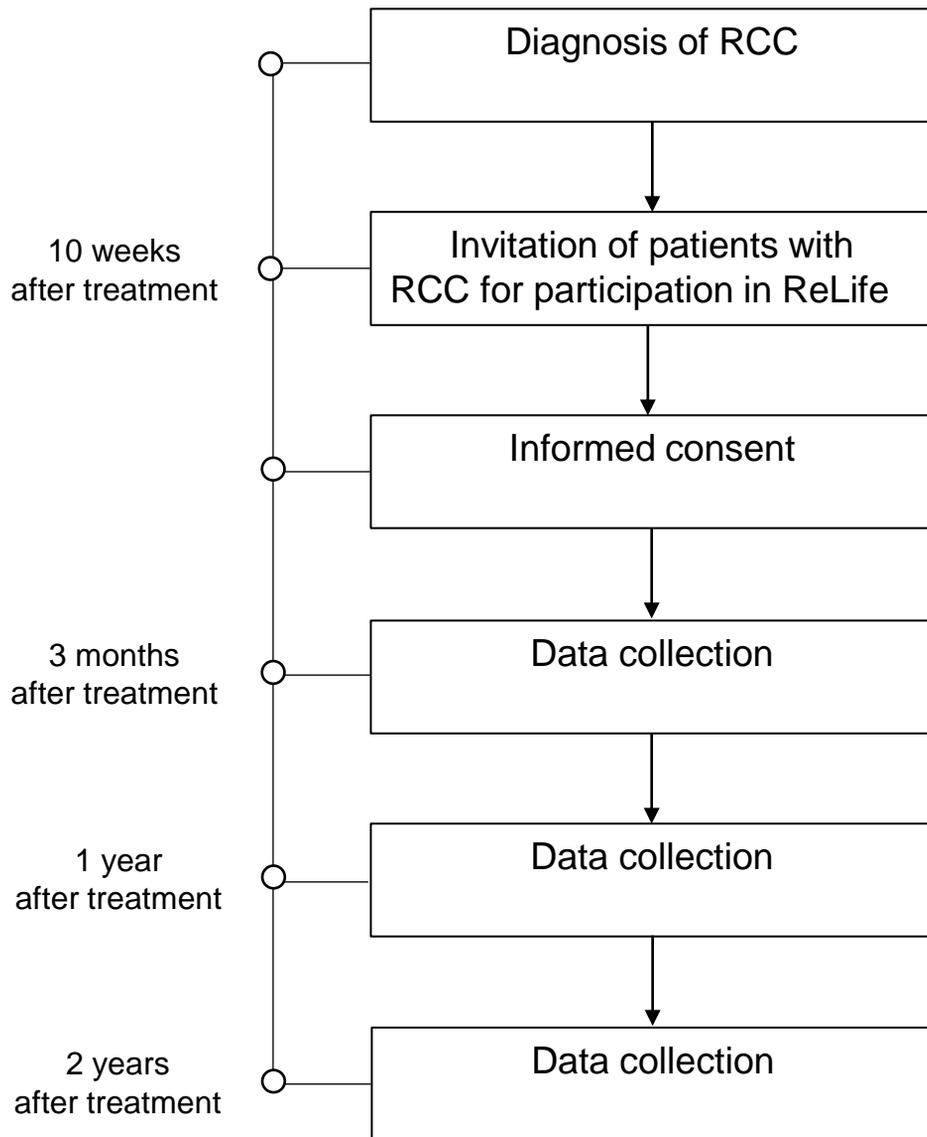 Diagnosis of RCC
10 weeks
after treatment
Invitation of patients with
RCC for participation in ReLife
Informed consent
3 months
after treatment
Data collection
1 year
after treatment
Data collection
2 years
after treatment
Data collection